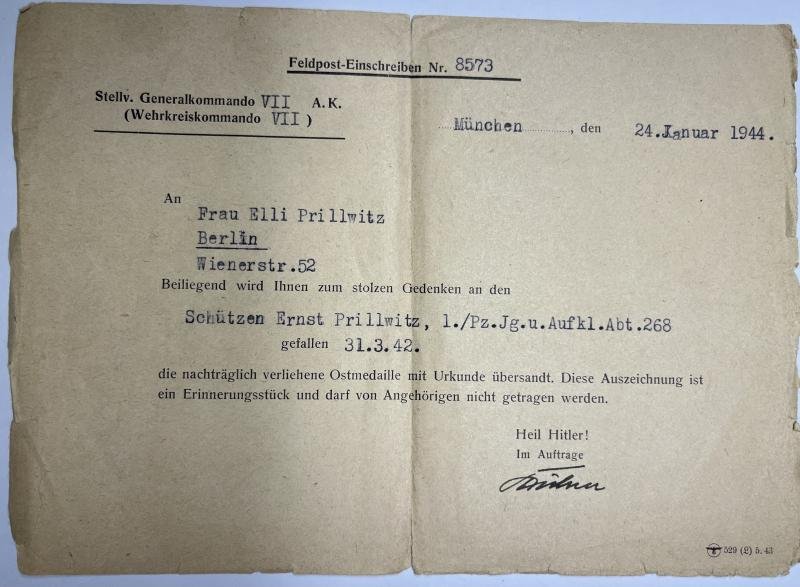 Feldpost-Einschreiben Nr. 8573
Stellv. Generalkommando VII A. K.
(Wehrkreiskommando VII )
München, den 24.Januar 1944.
An
Frau Elli Prillwitz
Berlin
Wienerstr.52
Beiliegend wird Ihnen zum stolzen Gedenken an den
Schützen Ernst Prillwitz, 1./Pz.Jg.u.Aufkl.Abt.268
gefallen 31.3.42.
die nachträglich verliehene Ostmedaille mit Urkunde übersandt. Diese Auszeichnung ist
ein Erinnerungsstück und darf von Angehörigen nicht getragen werden.
Heil Hitler!
Im Auftrage
529 (2) 5. 43